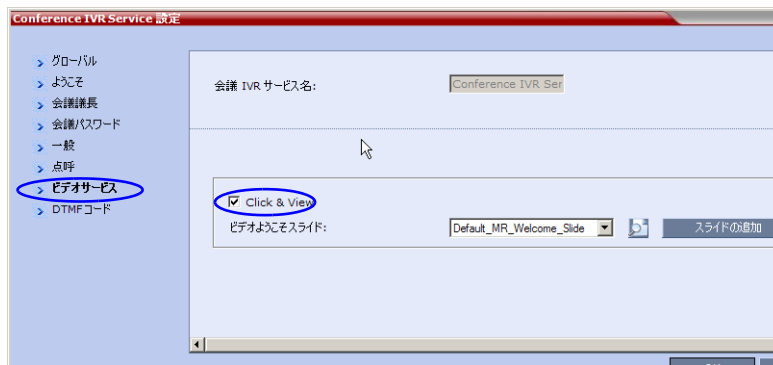 Conference IVR Service 設定
グローバル
ようこそ
会議議長
会議パスワード
一般
点呼
ビデオサービス
DTMFコード
会議 IVR サービス名:
Conference IVR Ser
Click & View
ビデオようこそスライド:
Default_MR_Welcome_Slide
スライドの追加